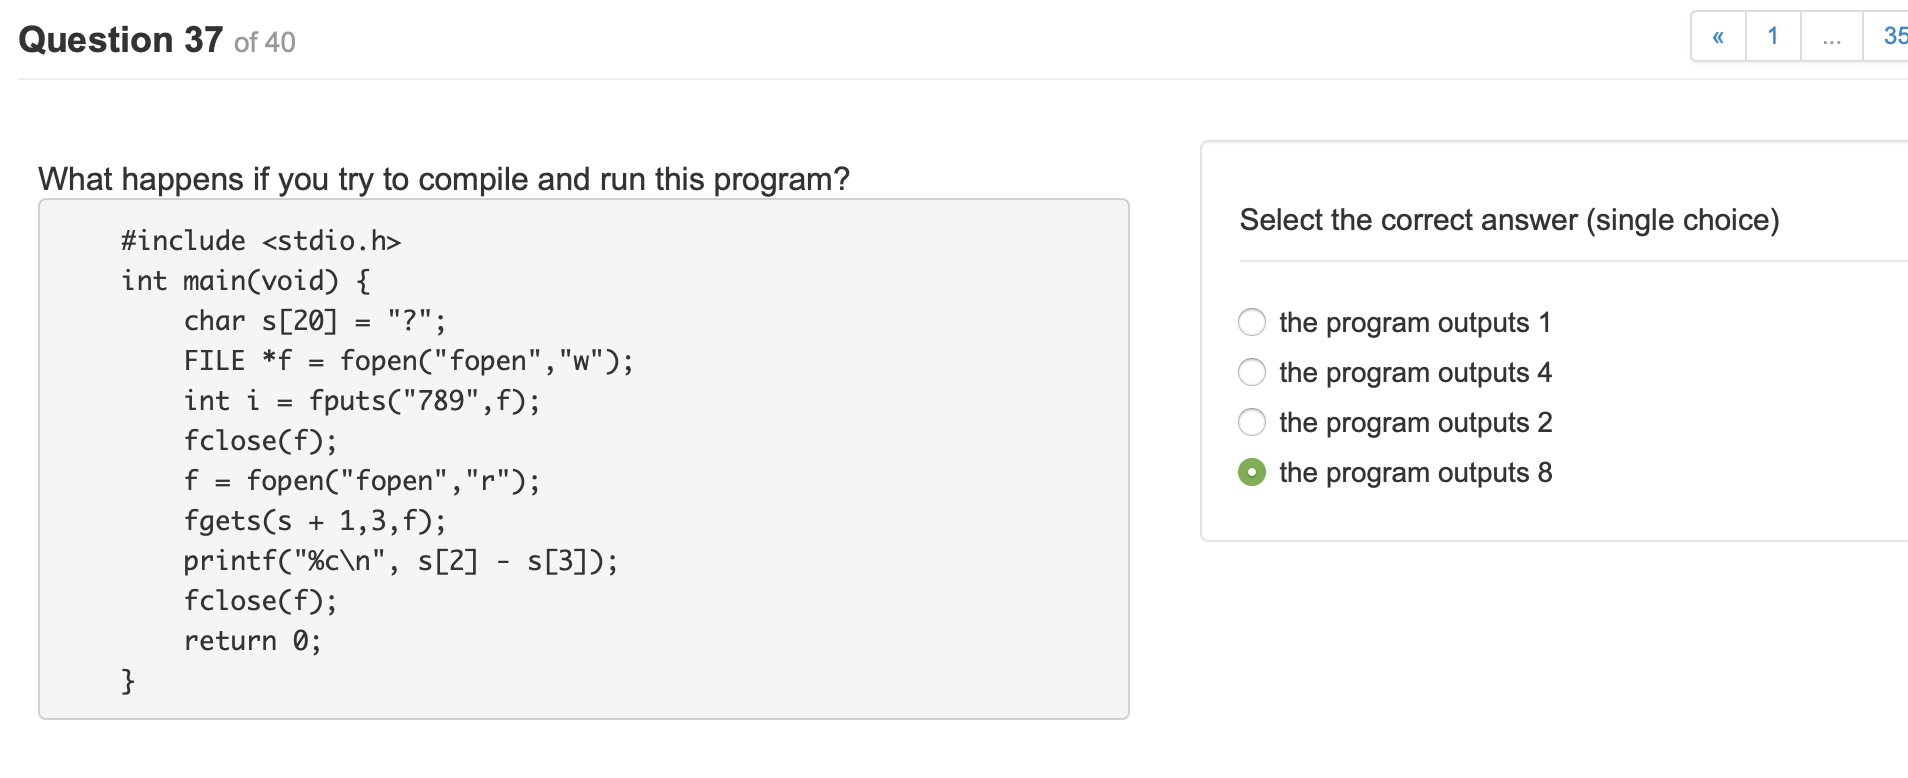 Question 37 of 40
« 1 ... 35
What happens if you try to compile and run this program?
#include <stdio.h>
int main(void) {
    char s[20] = "?";
    FILE *f = fopen("fopen","w");
    int i = fputs("789",f);
    fclose(f);
    f = fopen("fopen","r");
    fgets(s + 1,3,f);
    printf("%c\n", s[2] - s[3]);
    fclose(f);
    return 0;
}
Select the correct answer (single choice)
the program outputs 1
the program outputs 4
the program outputs 2
the program outputs 8